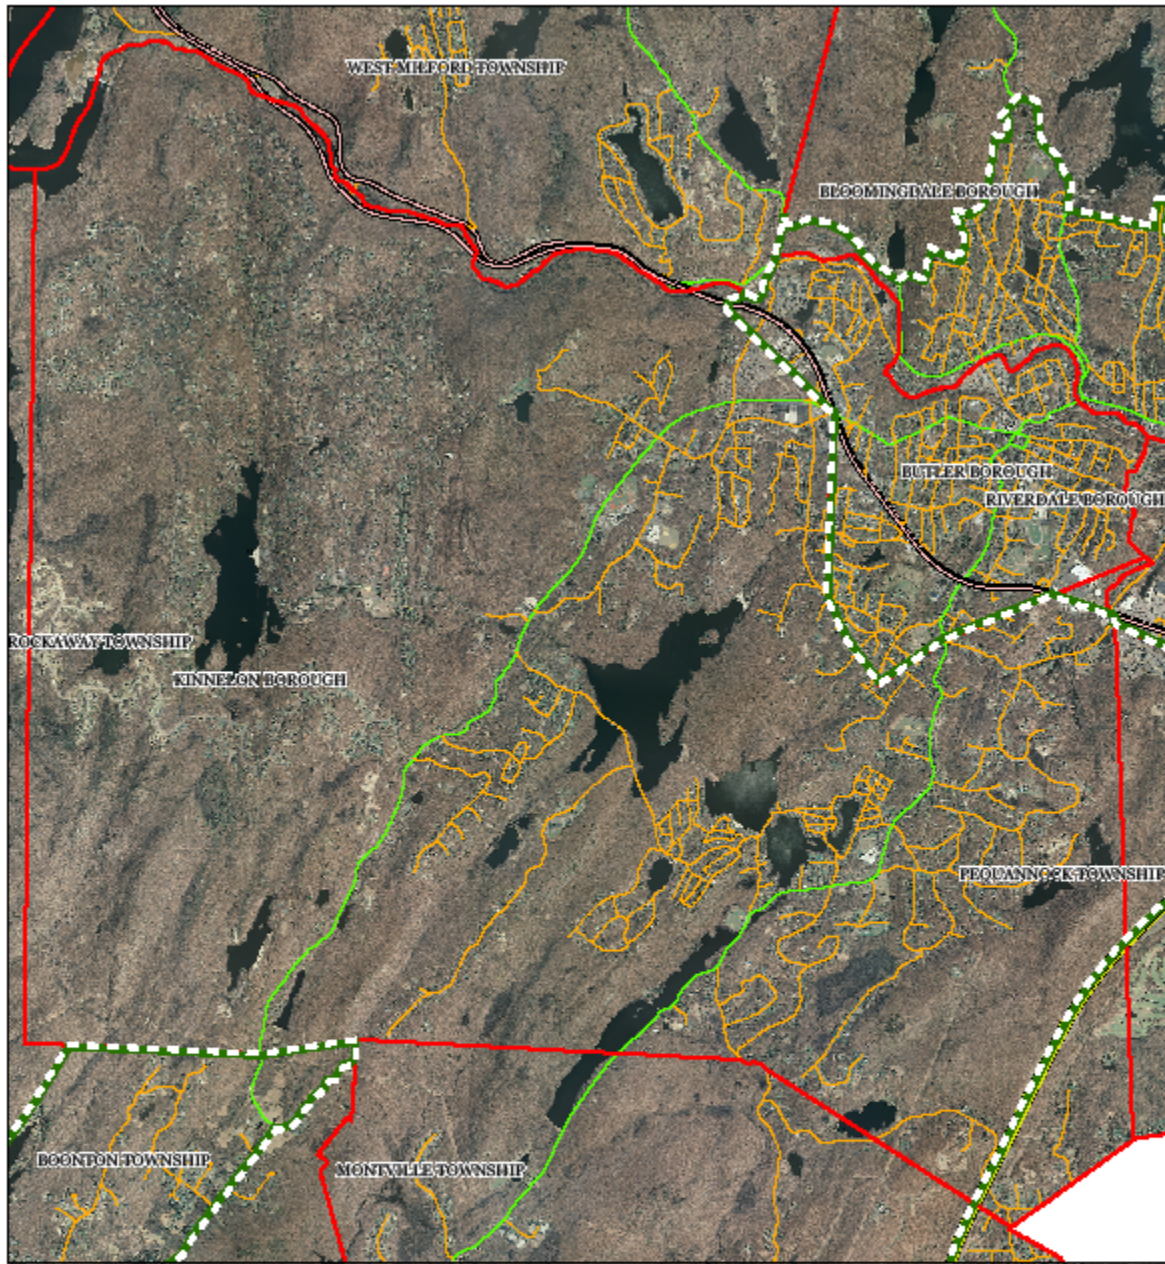 WEST MILFORD TOWNSHIP
BLOOMINGDALE BOROUGH
BUTLER BOROUGH
RIVERDALE BOROUGH
ROCKAWAY TOWNSHIP
KINNELON BOROUGH
PEQUANNOCK TOWNSHIP
BOONTON TOWNSHIP
MONTVILLE TOWNSHIP